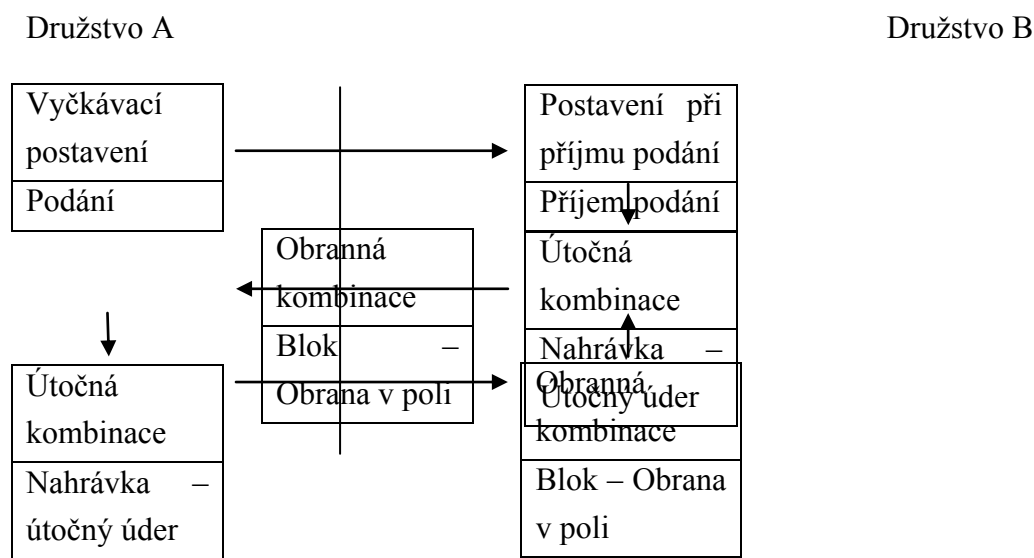 Družstvo A
Družstvo B
Vyčkávací
postavení
Podání
Postavení při
příjmu podání
Příjem podání
Obranná
kombinace
Blok –
Obrana v poli
Útočná
kombinace
Nahrávka –
Útočný úder
Útočná
kombinace
Nahrávka –
útočný úder
Obranná
kombinace
Blok – Obrana
v poli